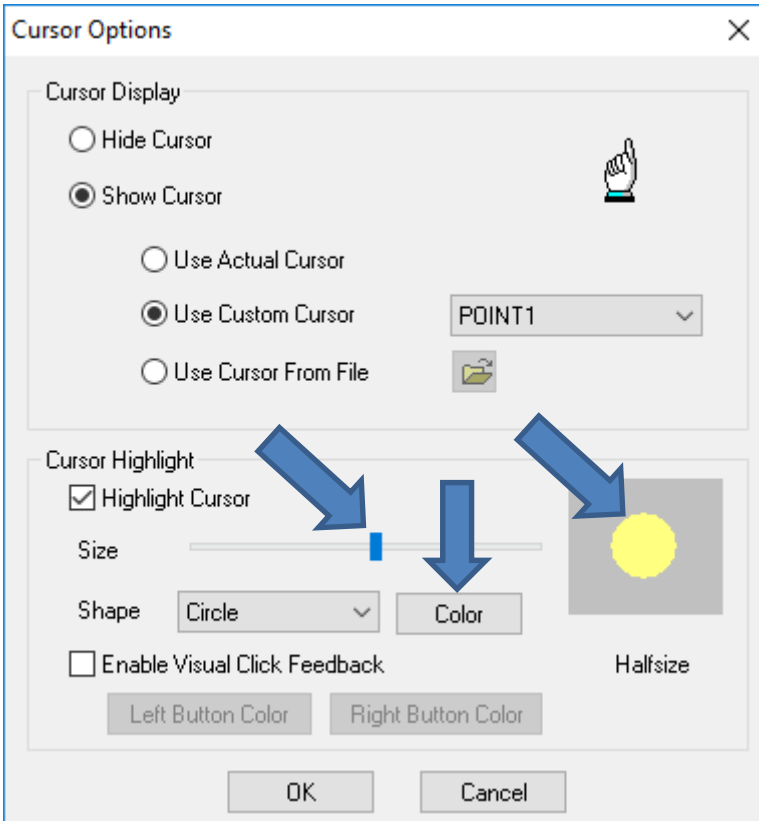 Cursor Options
Cursor Display
Hide Cursor
Show Cursor
Use Actual Cursor
Use Custom Cursor POINT1
Use Cursor From File
Cursor Highlight
Highlight Cursor
Size
Shape Circle Color
Enable Visual Click Feedback Halfsize
Left Button Color Right Button Color
OK Cancel